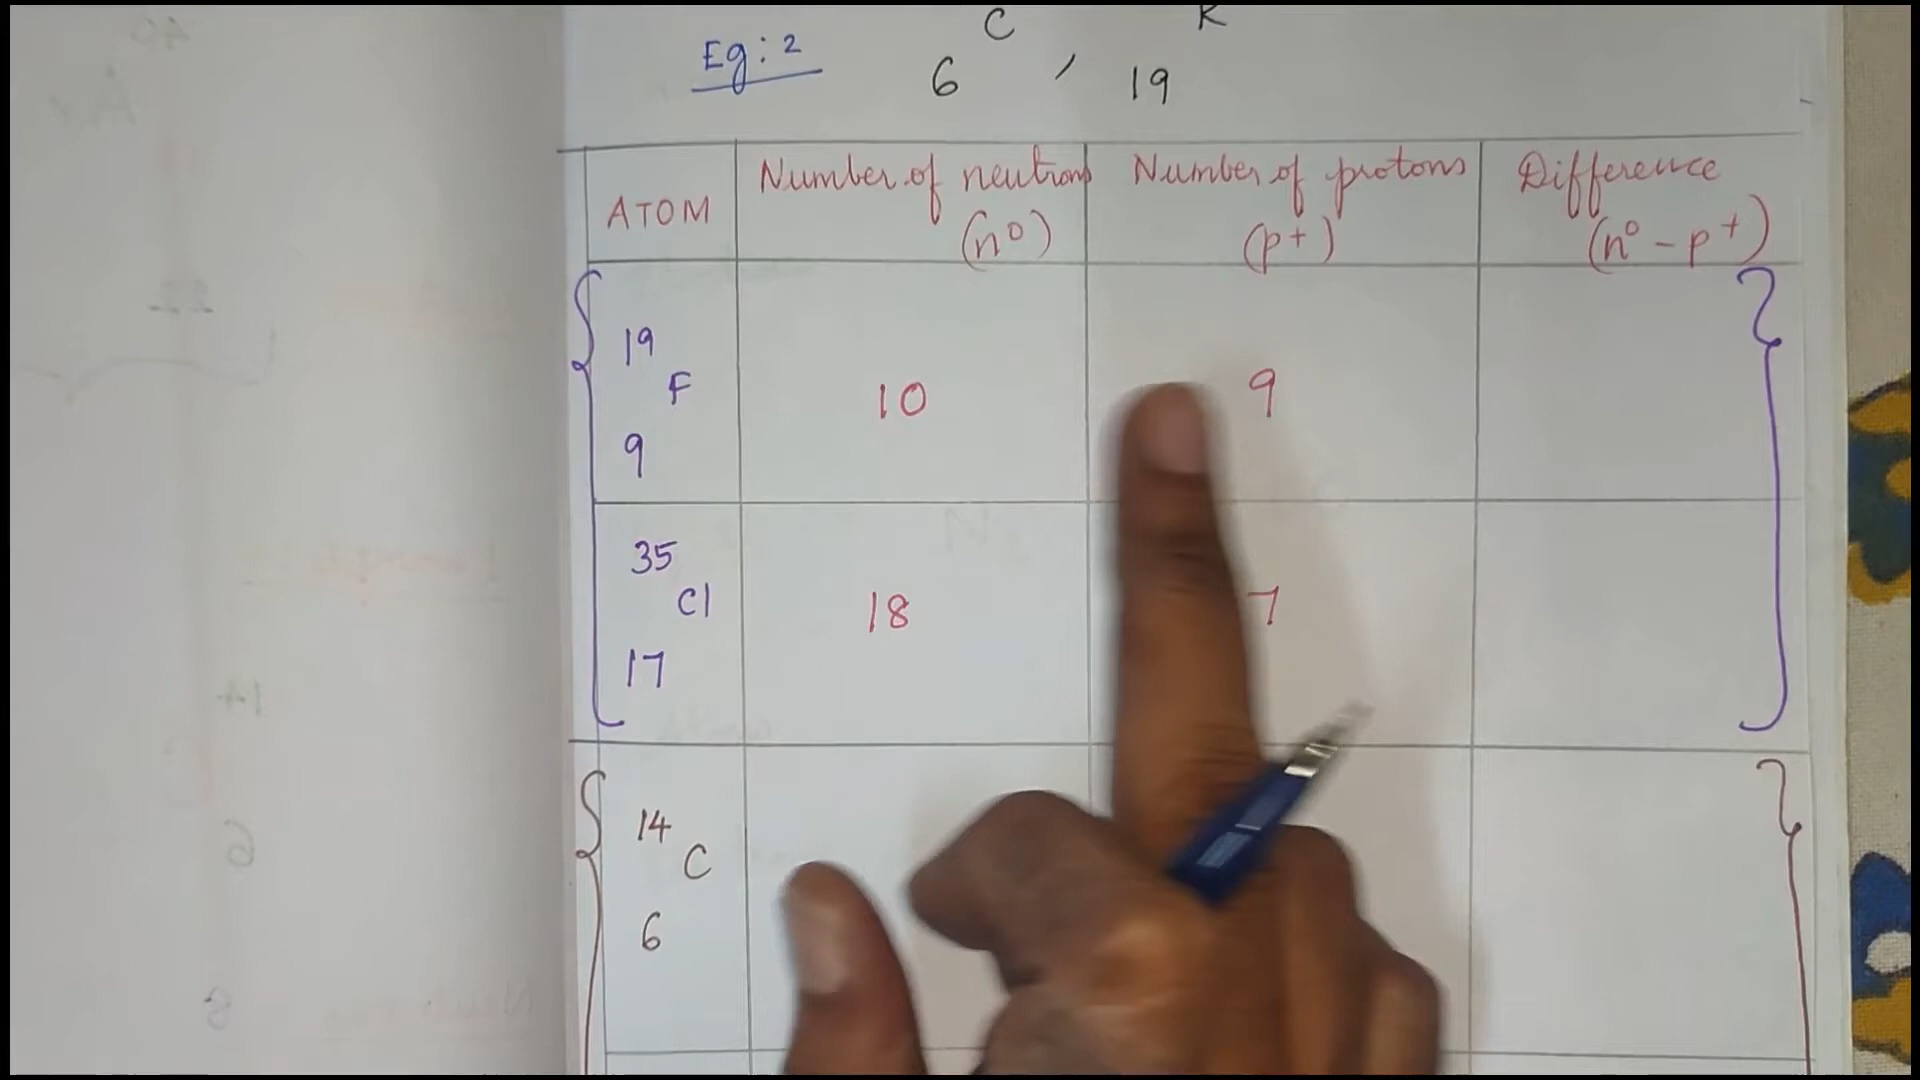 C K
Eg: 2 6 , 19
ATOM Number of neutrons (n⁰) Number of protons (p+) Difference (n⁰ - p+)
19
F 10 9
9
35
Cl 18 7
17
14
C
6